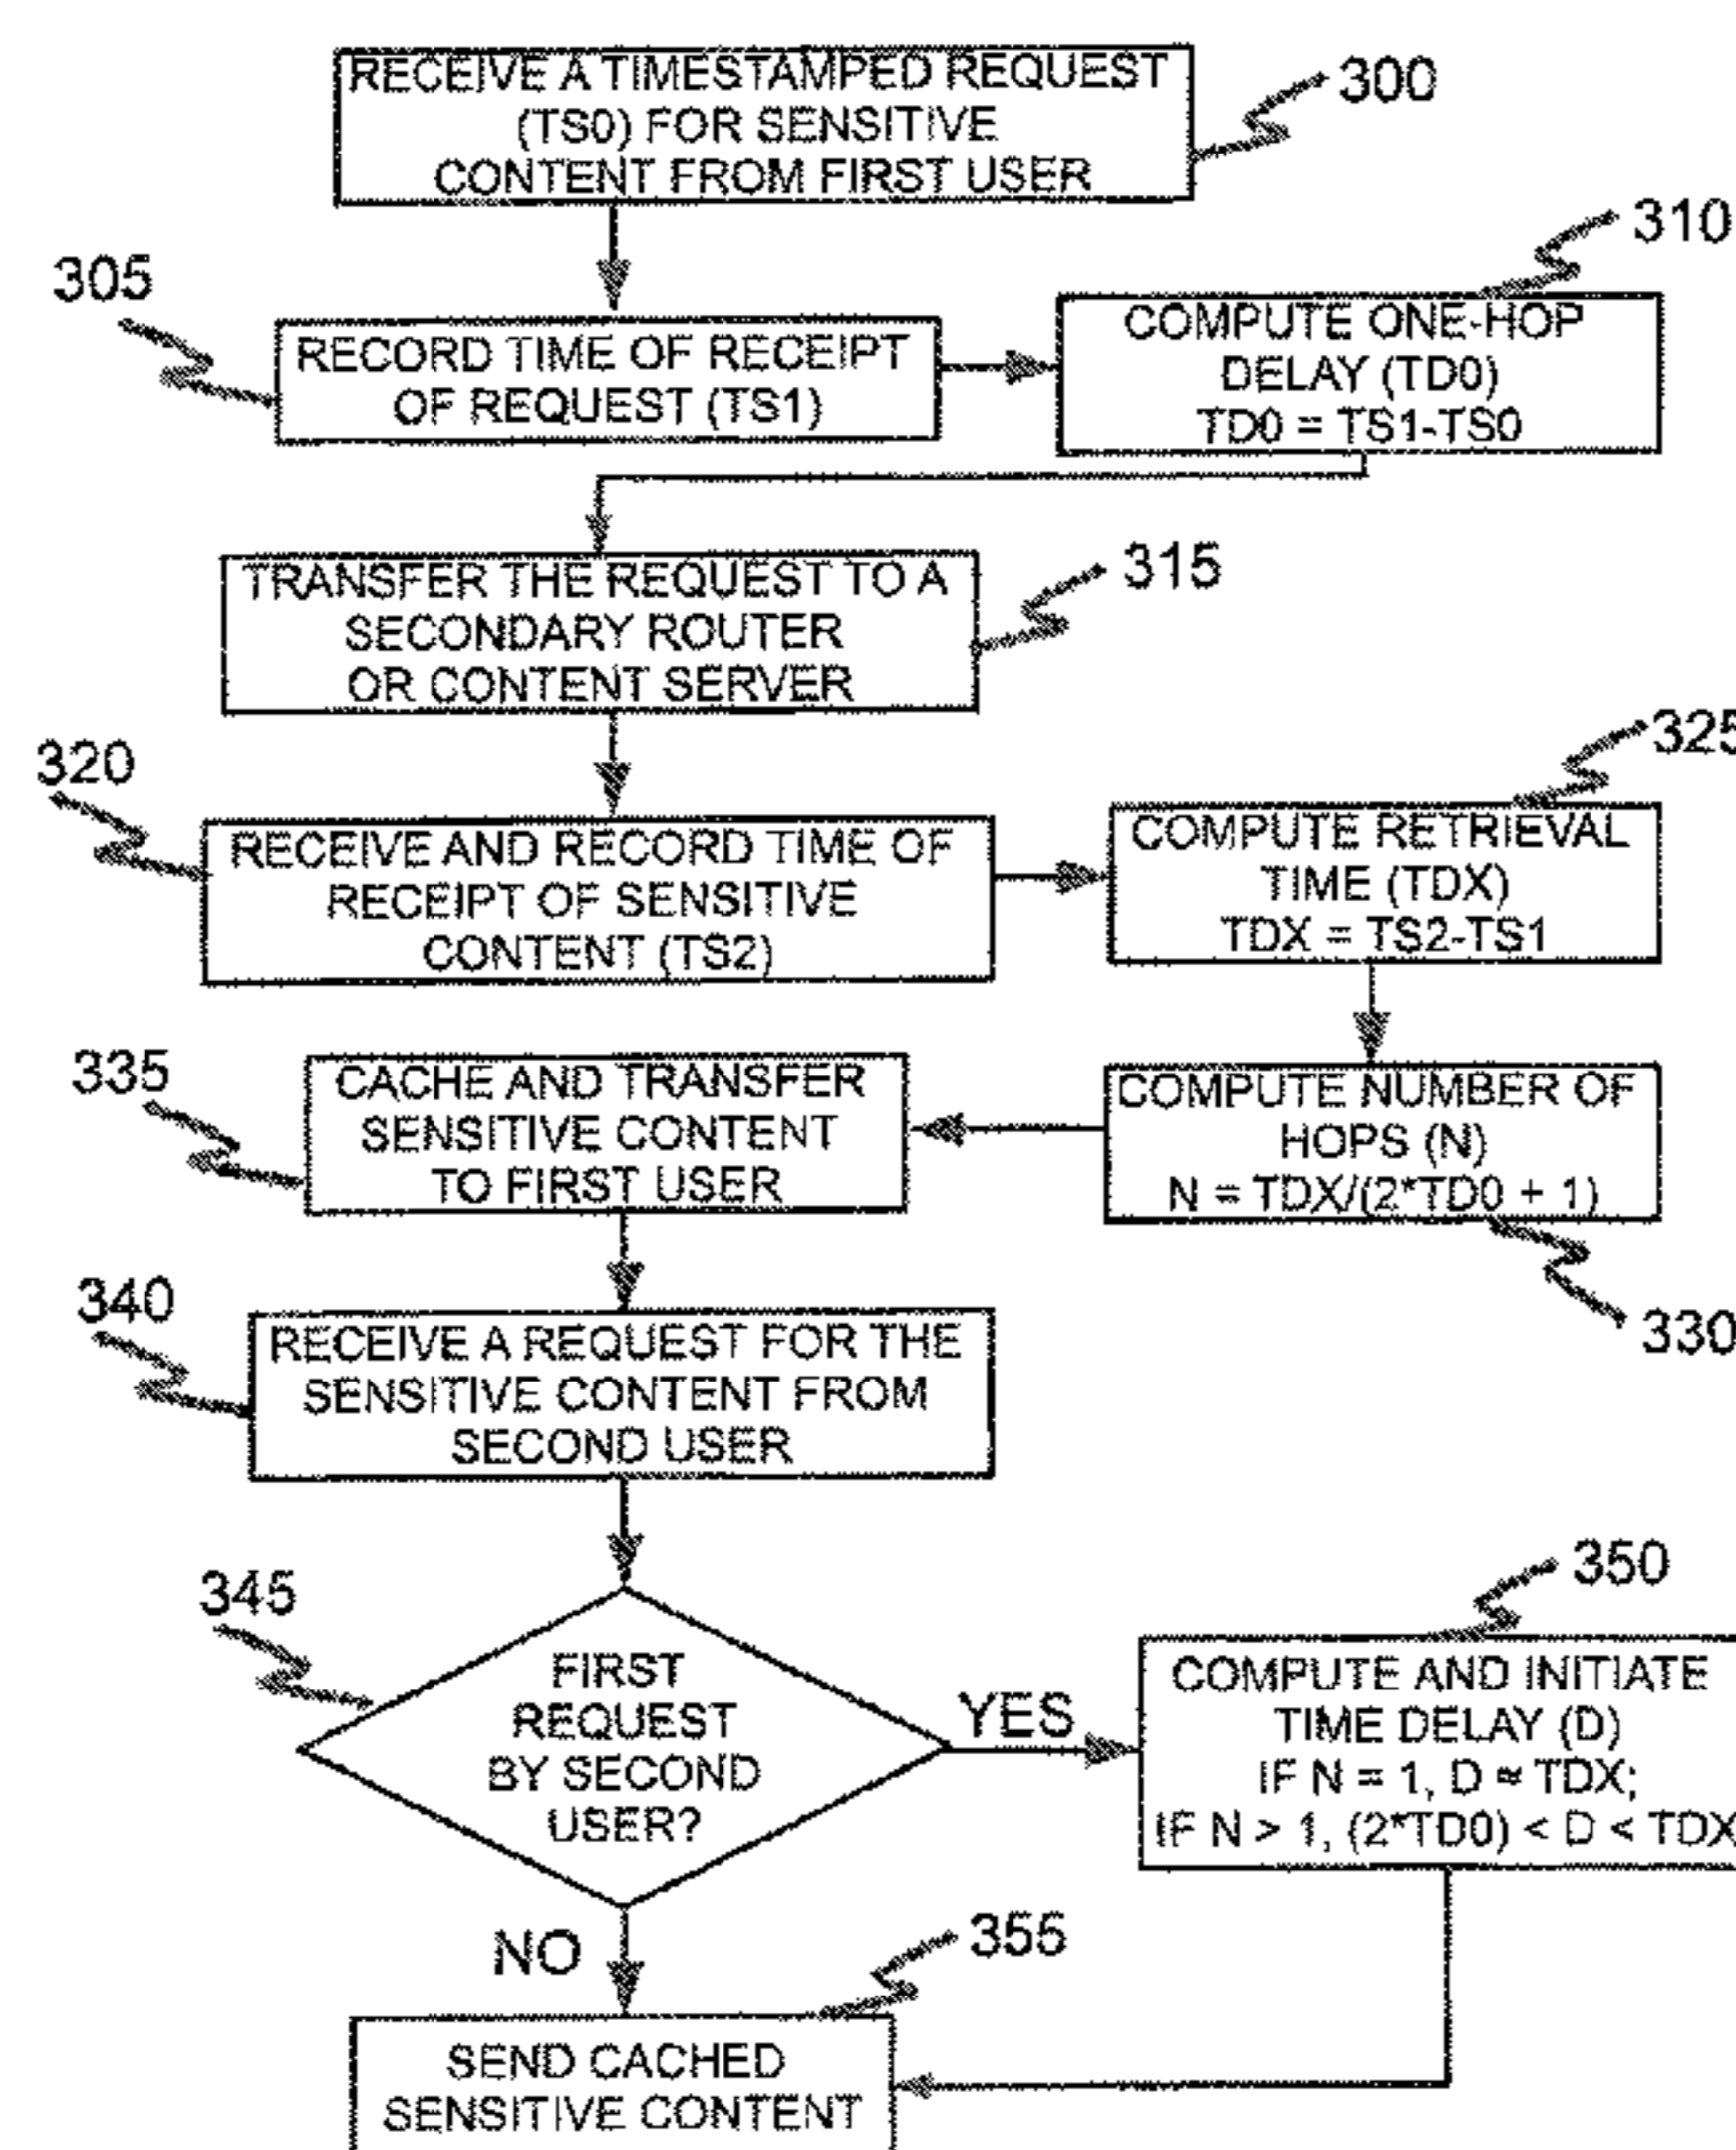 RECEIVE A TIMESTAMPED REQUEST
(TS0) FOR SENSITIVE
CONTENT FROM FIRST USER
300
305
RECORD TIME OF RECEIPT
OF REQUEST (TS1)
310
COMPUTE ONE-HOP
DELAY (TD0)
TD0 = TS1-TS0
TRANSFER THE REQUEST TO A
SECONDARY ROUTER
OR CONTENT SERVER
315
320
RECEIVE AND RECORD TIME OF
RECEIPT OF SENSITIVE
CONTENT (TS2)
325
COMPUTE RETRIEVAL
TIME (TDX)
TDX = TS2-TS1
COMPUTE NUMBER OF
HOPS (N)
N = TDX/(2*TD0 + 1)
330
335
CACHE AND TRANSFER
SENSITIVE CONTENT
TO FIRST USER
340
RECEIVE A REQUEST FOR THE
SENSITIVE CONTENT FROM
SECOND USER
345
FIRST
REQUEST
BY SECOND
USER?
YES
NO
350
COMPUTE AND INITIATE
TIME DELAY (D)
IF N = 1, D ≈ TDX;
IF N > 1, (2*TD0) < D < TDX
355
SEND CACHED
SENSITIVE CONTENT